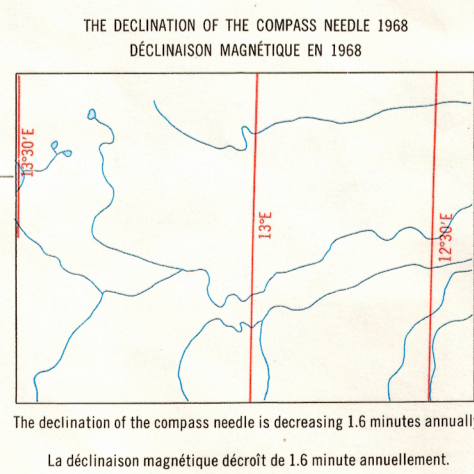 THE DECLINATION OF THE COMPASS NEEDLE 1968
DÉCLINAISON MAGNÉTIQUE EN 1968
13°30'E
13°E
12°30'E
The declination of the compass needle is decreasing 1.6 minutes annually
La déclinaison magnétique décroît de 1.6 minute annuellement.